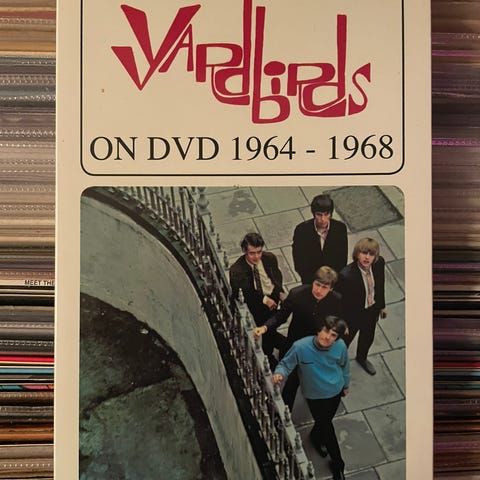 YARDbiRDs
ON DVD 1964 - 1968
MEET THE